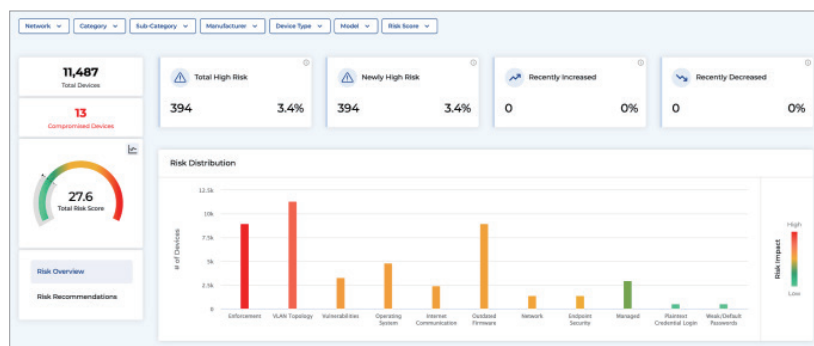 Network
Category
Sub-Category
Manufacturer
Device Type
Model
Risk Score
11,487
Total Devices
13
Compromised Devices
27.6
Total Risk Score
Risk Overview
Risk Recommendations
Total High Risk
394 3.4%
Newly High Risk
394 3.4%
Recently Increased
0 0%
Recently Decreased
0 0%
Risk Distribution
# of Devices
12.5k
10k
7.5k
5k
2.5k
0
Enforcement
VLAN Topology
Vulnerabilities
Operating
System
Internet
Communication
Outdated
Firmware
Network
Endpoint
Security
Managed
Plaintext
Credential Login
Weak/Default
Passwords
Risk Impact
High
Low